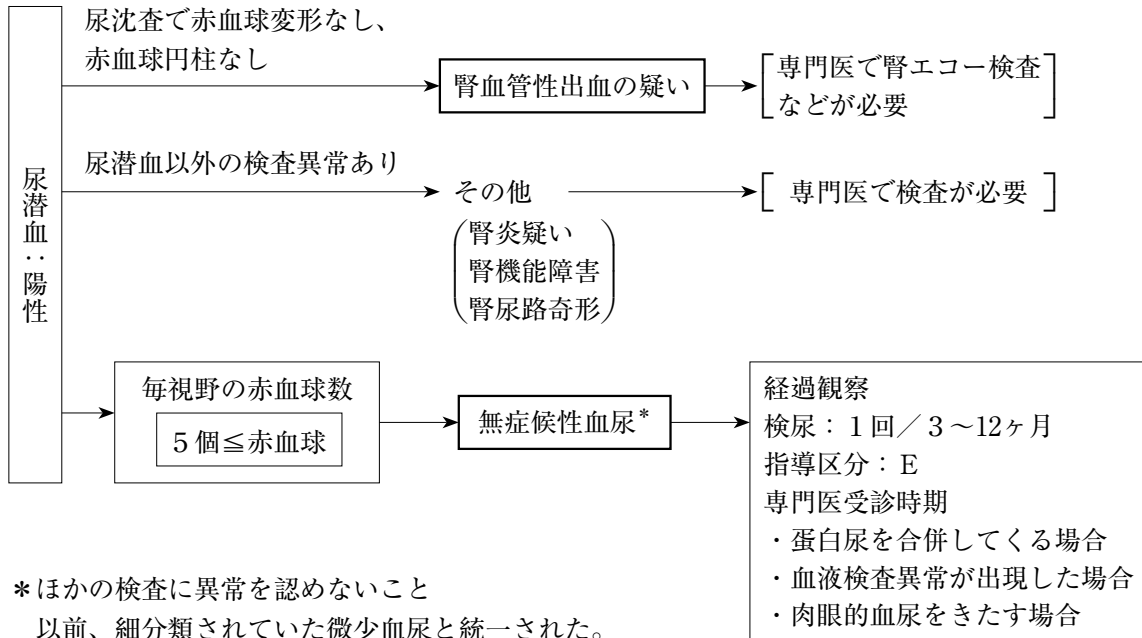 尿沈査で赤血球変形なし、
赤血球円柱なし
腎血管性出血の疑い
専門医で腎エコー検査
などが必要
尿潜血：陽性
尿潜血以外の検査異常あり
その他
専門医で検査が必要
腎炎疑い
腎機能障害
腎尿路奇形
毎視野の赤血球数
5個≦赤血球
無症候性血尿*
経過観察
検尿：1回／3～12ヶ月
指導区分：E
専門医受診時期
・蛋白尿を合併してくる場合
・血液検査異常が出現した場合
・肉眼的血尿をきたす場合
*ほかの検査に異常を認めないこと
以前、細分類されていた微少血尿と統一された。